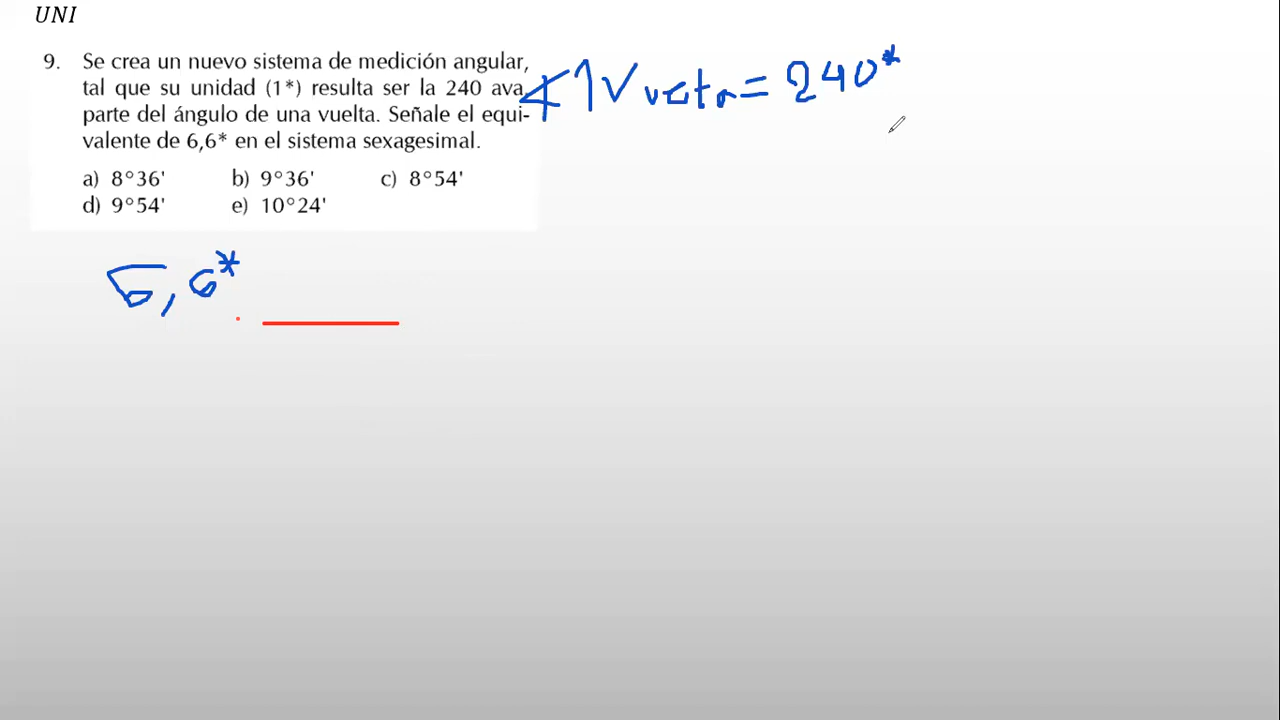 UNI
9. Se crea un nuevo sistema de medición angular,
tal que su unidad (1*) resulta ser la 240 ava.
parte del ángulo de una vuelta. Señale el equi-
valente de 6,6* en el sistema sexagesimal.
a) 8°36' b) 9°36' c) 8°54'
d) 9°54' e) 10°24'
∢1V vuelta = 240*
6,6*